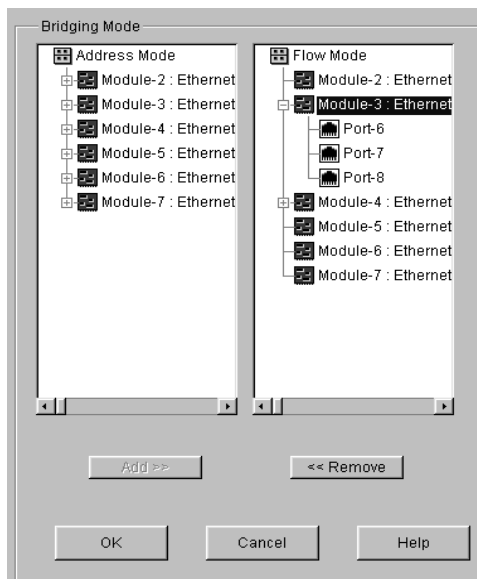 Bridging Mode
Address Mode
Module-2 : Ethernet
Module-3 : Ethernet
Module-4 : Ethernet
Module-5 : Ethernet
Module-6 : Ethernet
Module-7 : Ethernet
Flow Mode
Module-2 : Ethernet
Module-3 : Ethernet
Port-6
Port-7
Port-8
Module-4 : Ethernet
Module-5 : Ethernet
Module-6 : Ethernet
Module-7 : Ethernet
Add >>
<< Remove
OK
Cancel
Help